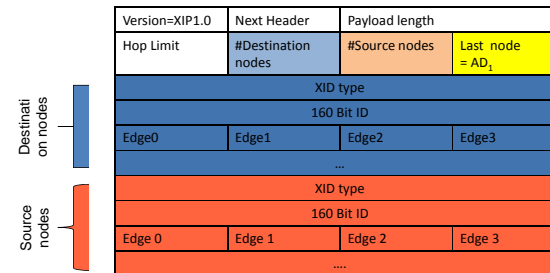 Version=XIP1.0 Next Header Payload length
Hop Limit #Destination nodes #Source nodes Last node = AD1
Destinati on nodes
XID type
160 Bit ID
Edge0 Edge1 Edge2 Edge3
...
Source nodes
XID type
160 Bit ID
Edge 0 Edge 1 Edge 2 Edge 3
....